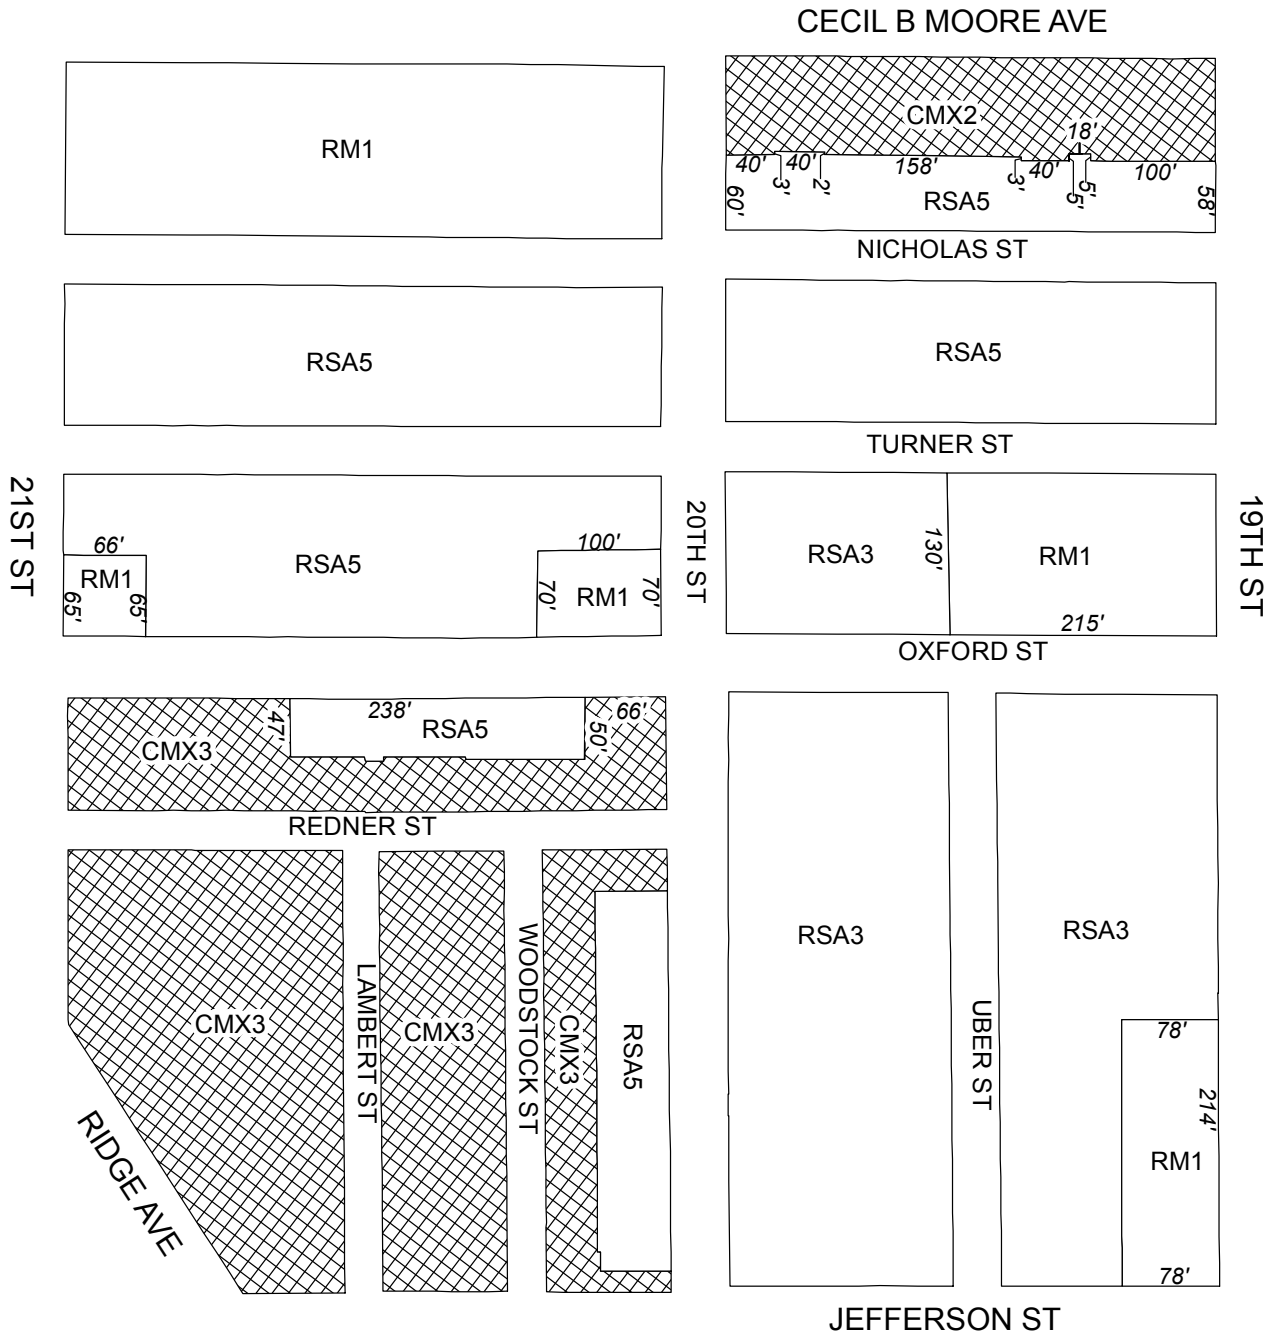 CECIL B MOORE AVE
RM1
CMX2
18'
40'
40'
158'
40'
100'
60'
3'
2'
3'
5'
5'
58'
RSA5
NICHOLAS ST
RSA5
RSA5
TURNER ST
21ST ST
66'
RM1
65'
65'
RSA5
100'
70'
RM1
70'
20TH ST
RSA3
130'
RM1
215'
19TH ST
OXFORD ST
CMX3
47'
238'
RSA5
50'
66'
REDNER ST
CMX3
LAMBERT ST
CMX3
WOODSTOCK ST
CMX3
RSA5
RIDGE AVE
RSA3
UBER ST
RSA3
78'
214'
RM1
78'
JEFFERSON ST